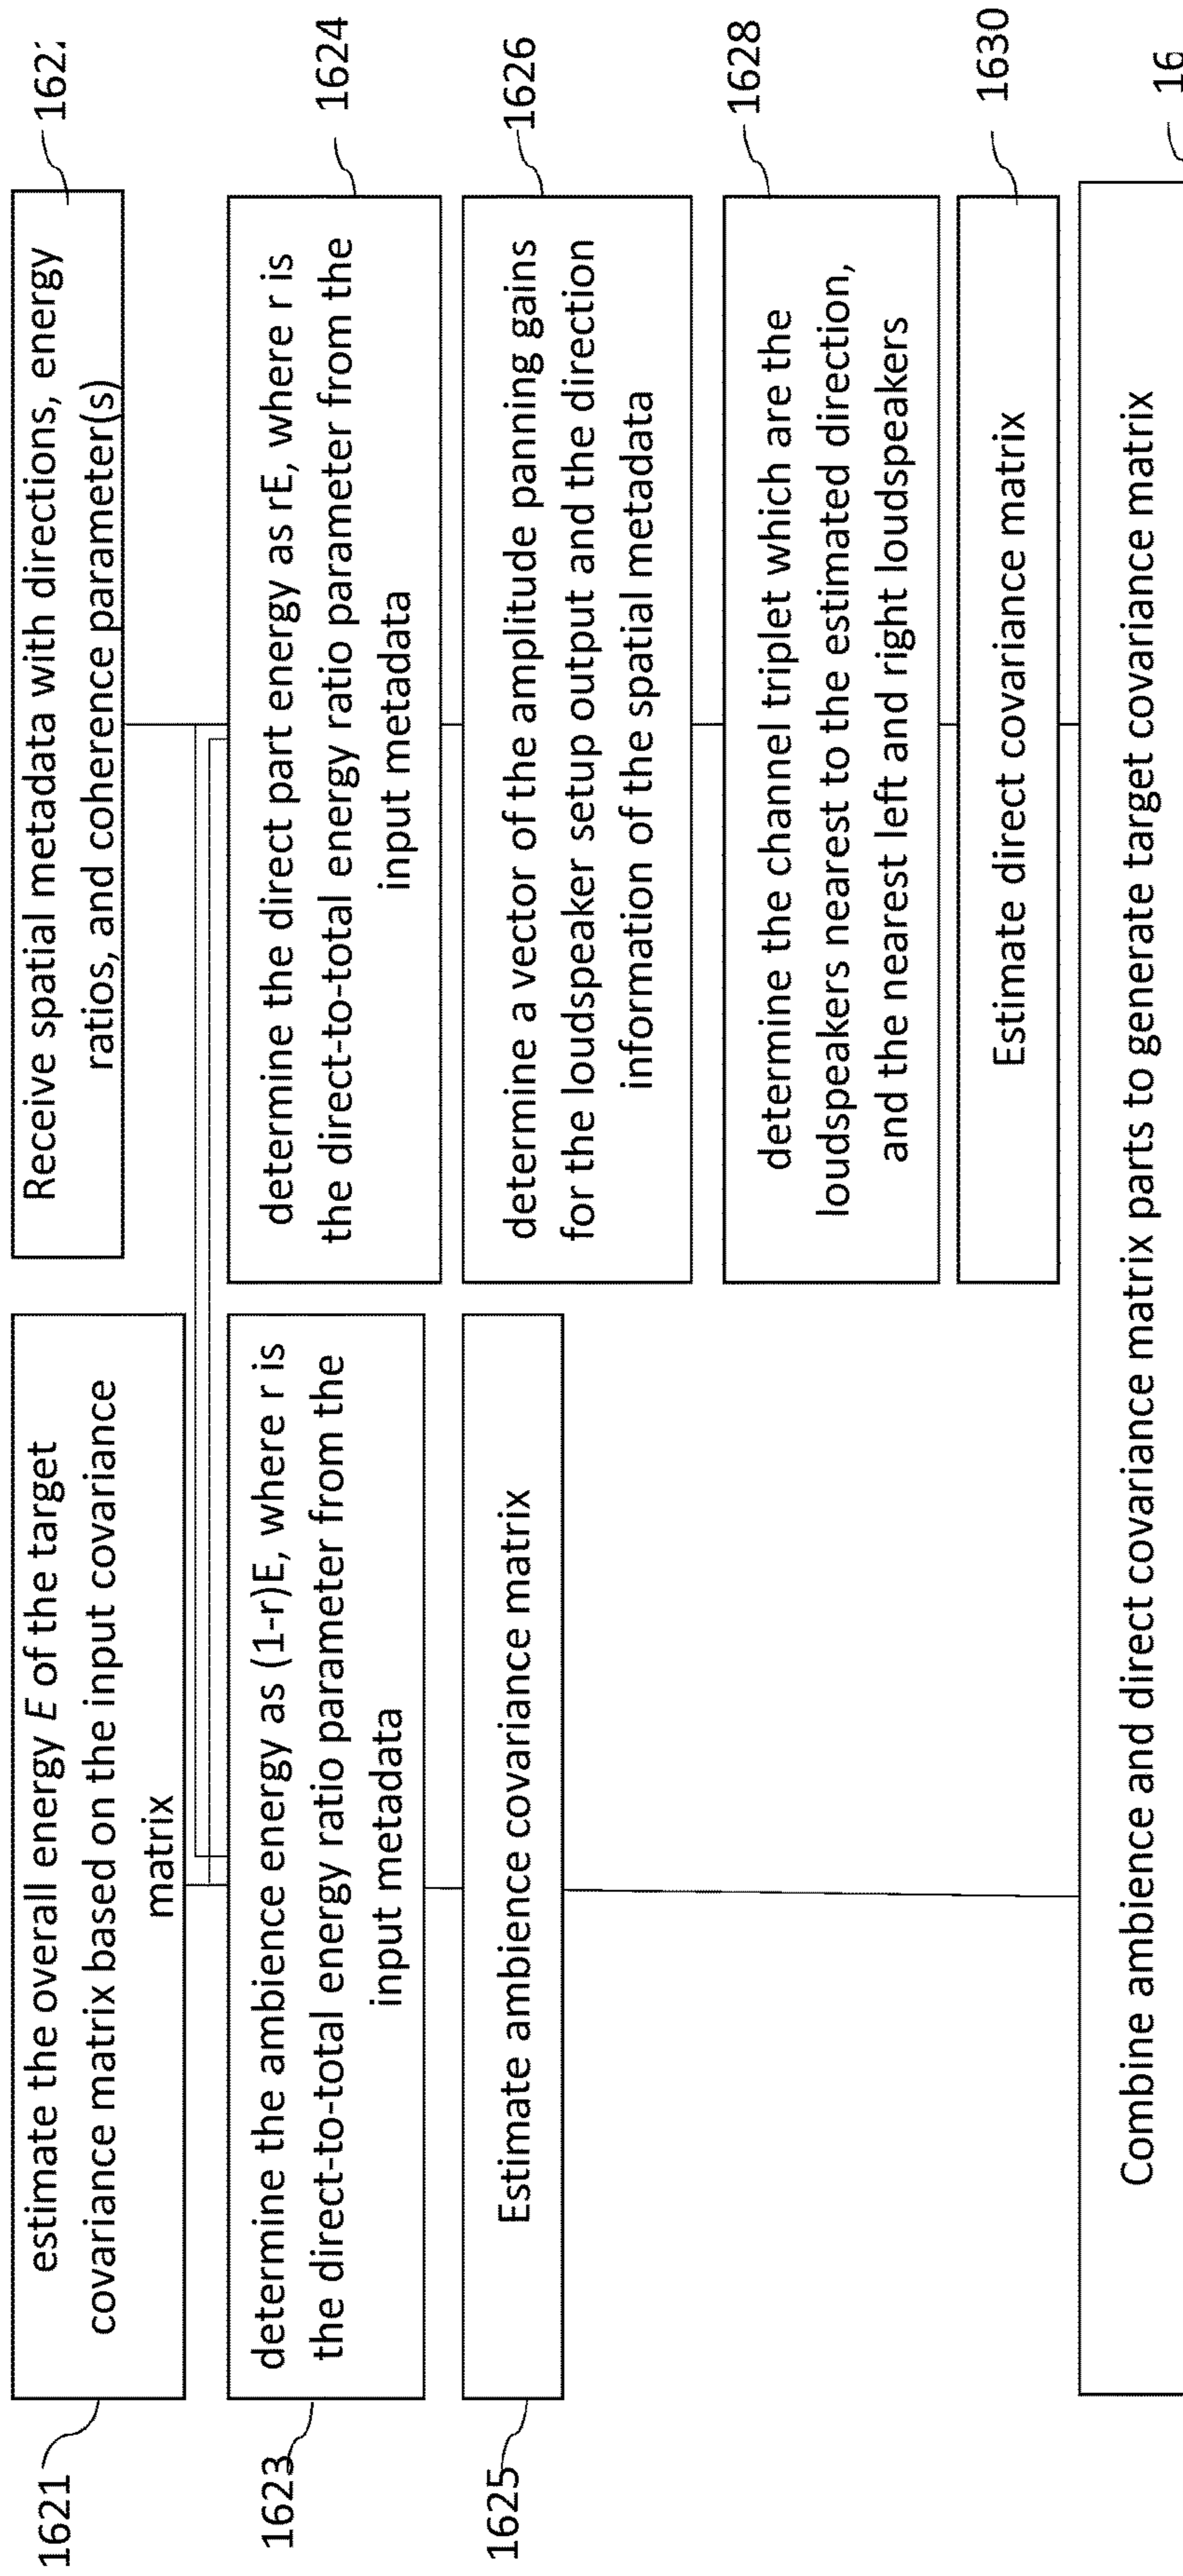 1621
estimate the overall energy E of the target
covariance matrix based on the input covariance
matrix
Receive spatial metadata with directions, energy
ratios, and coherence parameter(s)
1623
determine the ambience energy as (1-r)E, where r is
the direct-to-total energy ratio parameter from the
input metadata
determine the direct part energy as rE, where r is
the direct-to-total energy ratio parameter from the
input metadata
1624
1625
Estimate ambience covariance matrix
determine a vector of the amplitude panning gains
for the loudspeaker setup output and the direction
information of the spatial metadata
1626
determine the channel triplet which are the
loudspeakers nearest to the estimated direction,
and the nearest left and right loudspeakers
1628
Estimate direct covariance matrix
1630
Combine ambience and direct covariance matrix parts to generate target covariance matrix